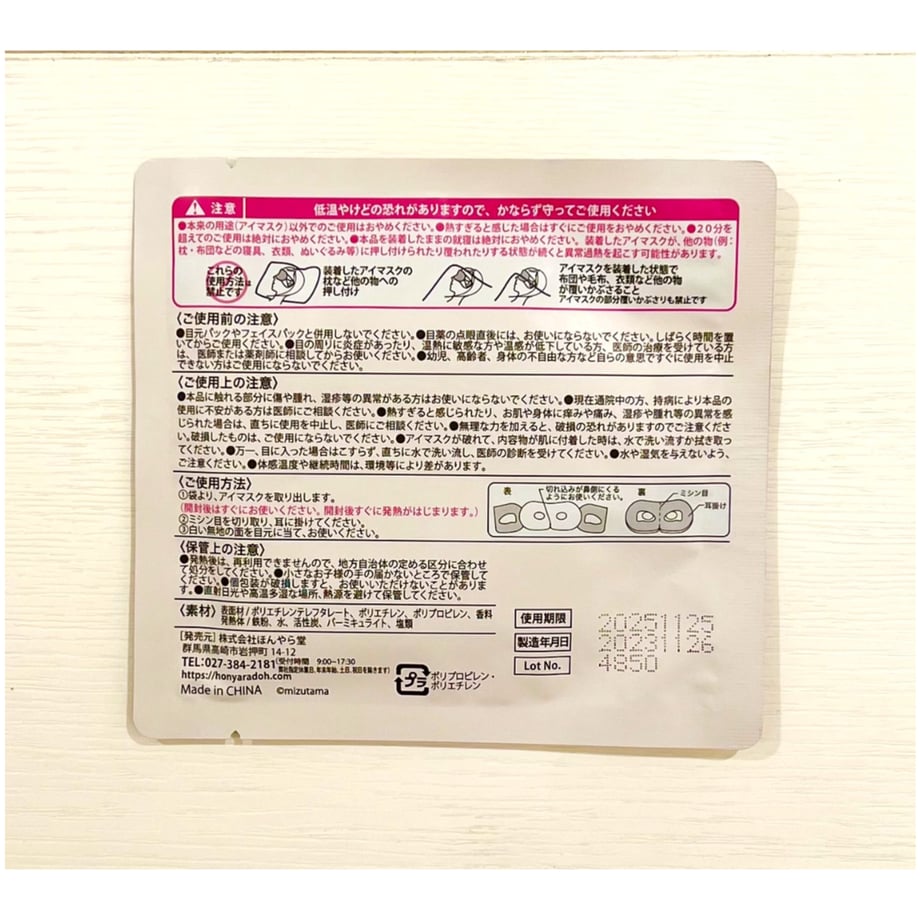 注意 低温やけどの恐れがありますので、かならず守ってご使用ください
●本来の用途(アイマスク)以外でのご使用はおやめください。●熱すぎると感じた場合はすぐにご使用をおやめください。●20分を
超えてのご使用は絶対におやめください。●本品を装着したままの就寝は絶対におやめください。装着したアイマスクが、他の物(例:
枕・布団などの寝具、衣類、ぬいぐるみ等)に押し付けられたり覆われたりする状態が続くと異常過熱を起こす可能性があります。
これらの
使用方法は
禁止です
装着したアイマスクの
枕など他の物への
押し付け
アイマスクを装着した状態で
布団や毛布、衣類など他の物
が覆いかぶさること
アイマスクの部分覆いかぶさりも禁止です
〈ご使用前の注意〉
●目元パックやフェイスパックと併用しないでください。●目薬の点眼直後には、お使いにならないでください。しばらく時間を置
いてからご使用ください。●目の周りに炎症があったり、温熱に敏感な方や温感が低下している方、医師の治療を受けている方
は、医師または薬剤師に相談してからお使いください。●幼児、高齢者、身体の不自由な方など自らの意思ですぐに使用を中止
できない方はご使用にならないでください。
〈ご使用上の注意〉
●本品に触れる部分に傷や腫れ、湿疹等の異常がある方はお使いにならないでください。●現在通院中の方、持病により本品の
使用に不安がある方は医師にご相談ください。●熱すぎると感じられたり、お肌や身体に痒みや痛み、湿疹や腫れ等の異常を感
じられた場合は、直ちに使用を中止し、医師にご相談ください。●無理な力を加えると、破損の恐れがありますのでご注意くださ
い。破損したものは、ご使用にならないでください。●アイマスクが破れて、内容物が肌に付着した時は、水で洗い流すか拭き取っ
てください。●万一、目に入った場合はこすらず、直ちに水で洗い流し、医師の診断を受けてください。●水や湿気を与えないよう、
ご注意ください。●体感温度や継続時間は、環境等により差があります。
〈ご使用方法〉
①袋より、アイマスクを取り出します。
(開封後はすぐにお使いください。開封後すぐに発熱がはじまります。)
②ミシン目を切り取り、耳に掛けてください。
③白い無地の面を目元に当て、お使いください。
表 切れ込みが鼻側にくる
ようにお使いください。
裏 ミシン目
耳掛け
〈保管上の注意〉
●発熱後は、再利用できませんので、地方自治体の定める区分に合わせ
て処分をしてください。●小さなお子様の手の届かないところで保管して
ください。●個包装が破損しますと、お使いいただけないことがありま
す。●直射日光や高温多湿な場所、熱源を避けて保管してください。
〈素材〉 表面材/ポリエチレンテレフタレート、ポリエチレン、ポリプロピレン、香料
発熱体/鉄粉、水、活性炭、バーミキュライト、塩類
[発売元] 株式会社ほんやら堂
群馬県高崎市岩押町 14-12
TEL:027-384-2181 (受付時間 9:00~17:30
弊社指定休業日、年末年始、土日、祝日を除きます)
https://honyaradoh.com/
Made in CHINA ©mizutama
プラ
ポリプロピレン・
ポリエチレン
使用期限 20251125
製造年月日 20231126
Lot No. 4850